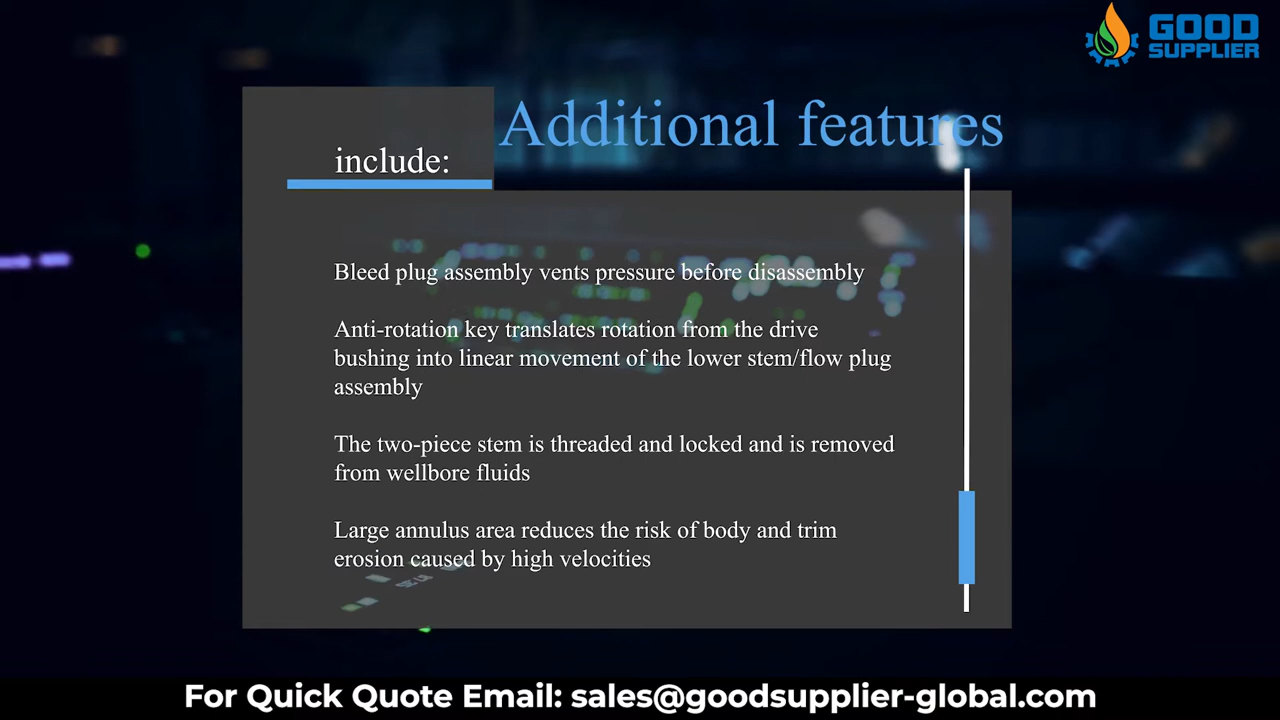 GOOD
SUPPLIER
Additional features
include:
Bleed plug assembly vents pressure before disassembly
Anti-rotation key translates rotation from the drive
bushing into linear movement of the lower stem/flow plug
assembly
The two-piece stem is threaded and locked and is removed
from wellbore fluids
Large annulus area reduces the risk of body and trim
erosion caused by high velocities
For Quick Quote Email: sales@goodsupplier-global.com